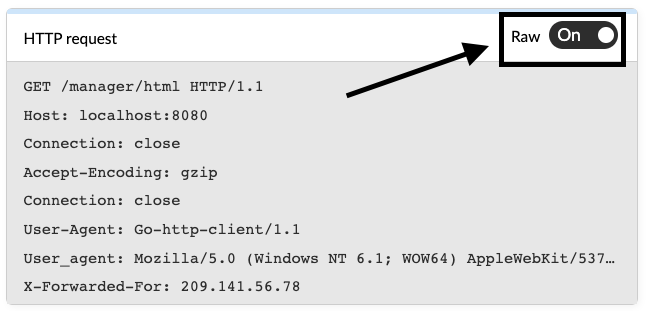 HTTP request
Raw On
GET /manager/html HTTP/1.1
Host: localhost:8080
Connection: close
Accept-Encoding: gzip
Connection: close
User-Agent: Go-http-client/1.1
User_agent: Mozilla/5.0 (Windows NT 6.1; WOW64) AppleWebKit/537…
X-Forwarded-For: 209.141.56.78